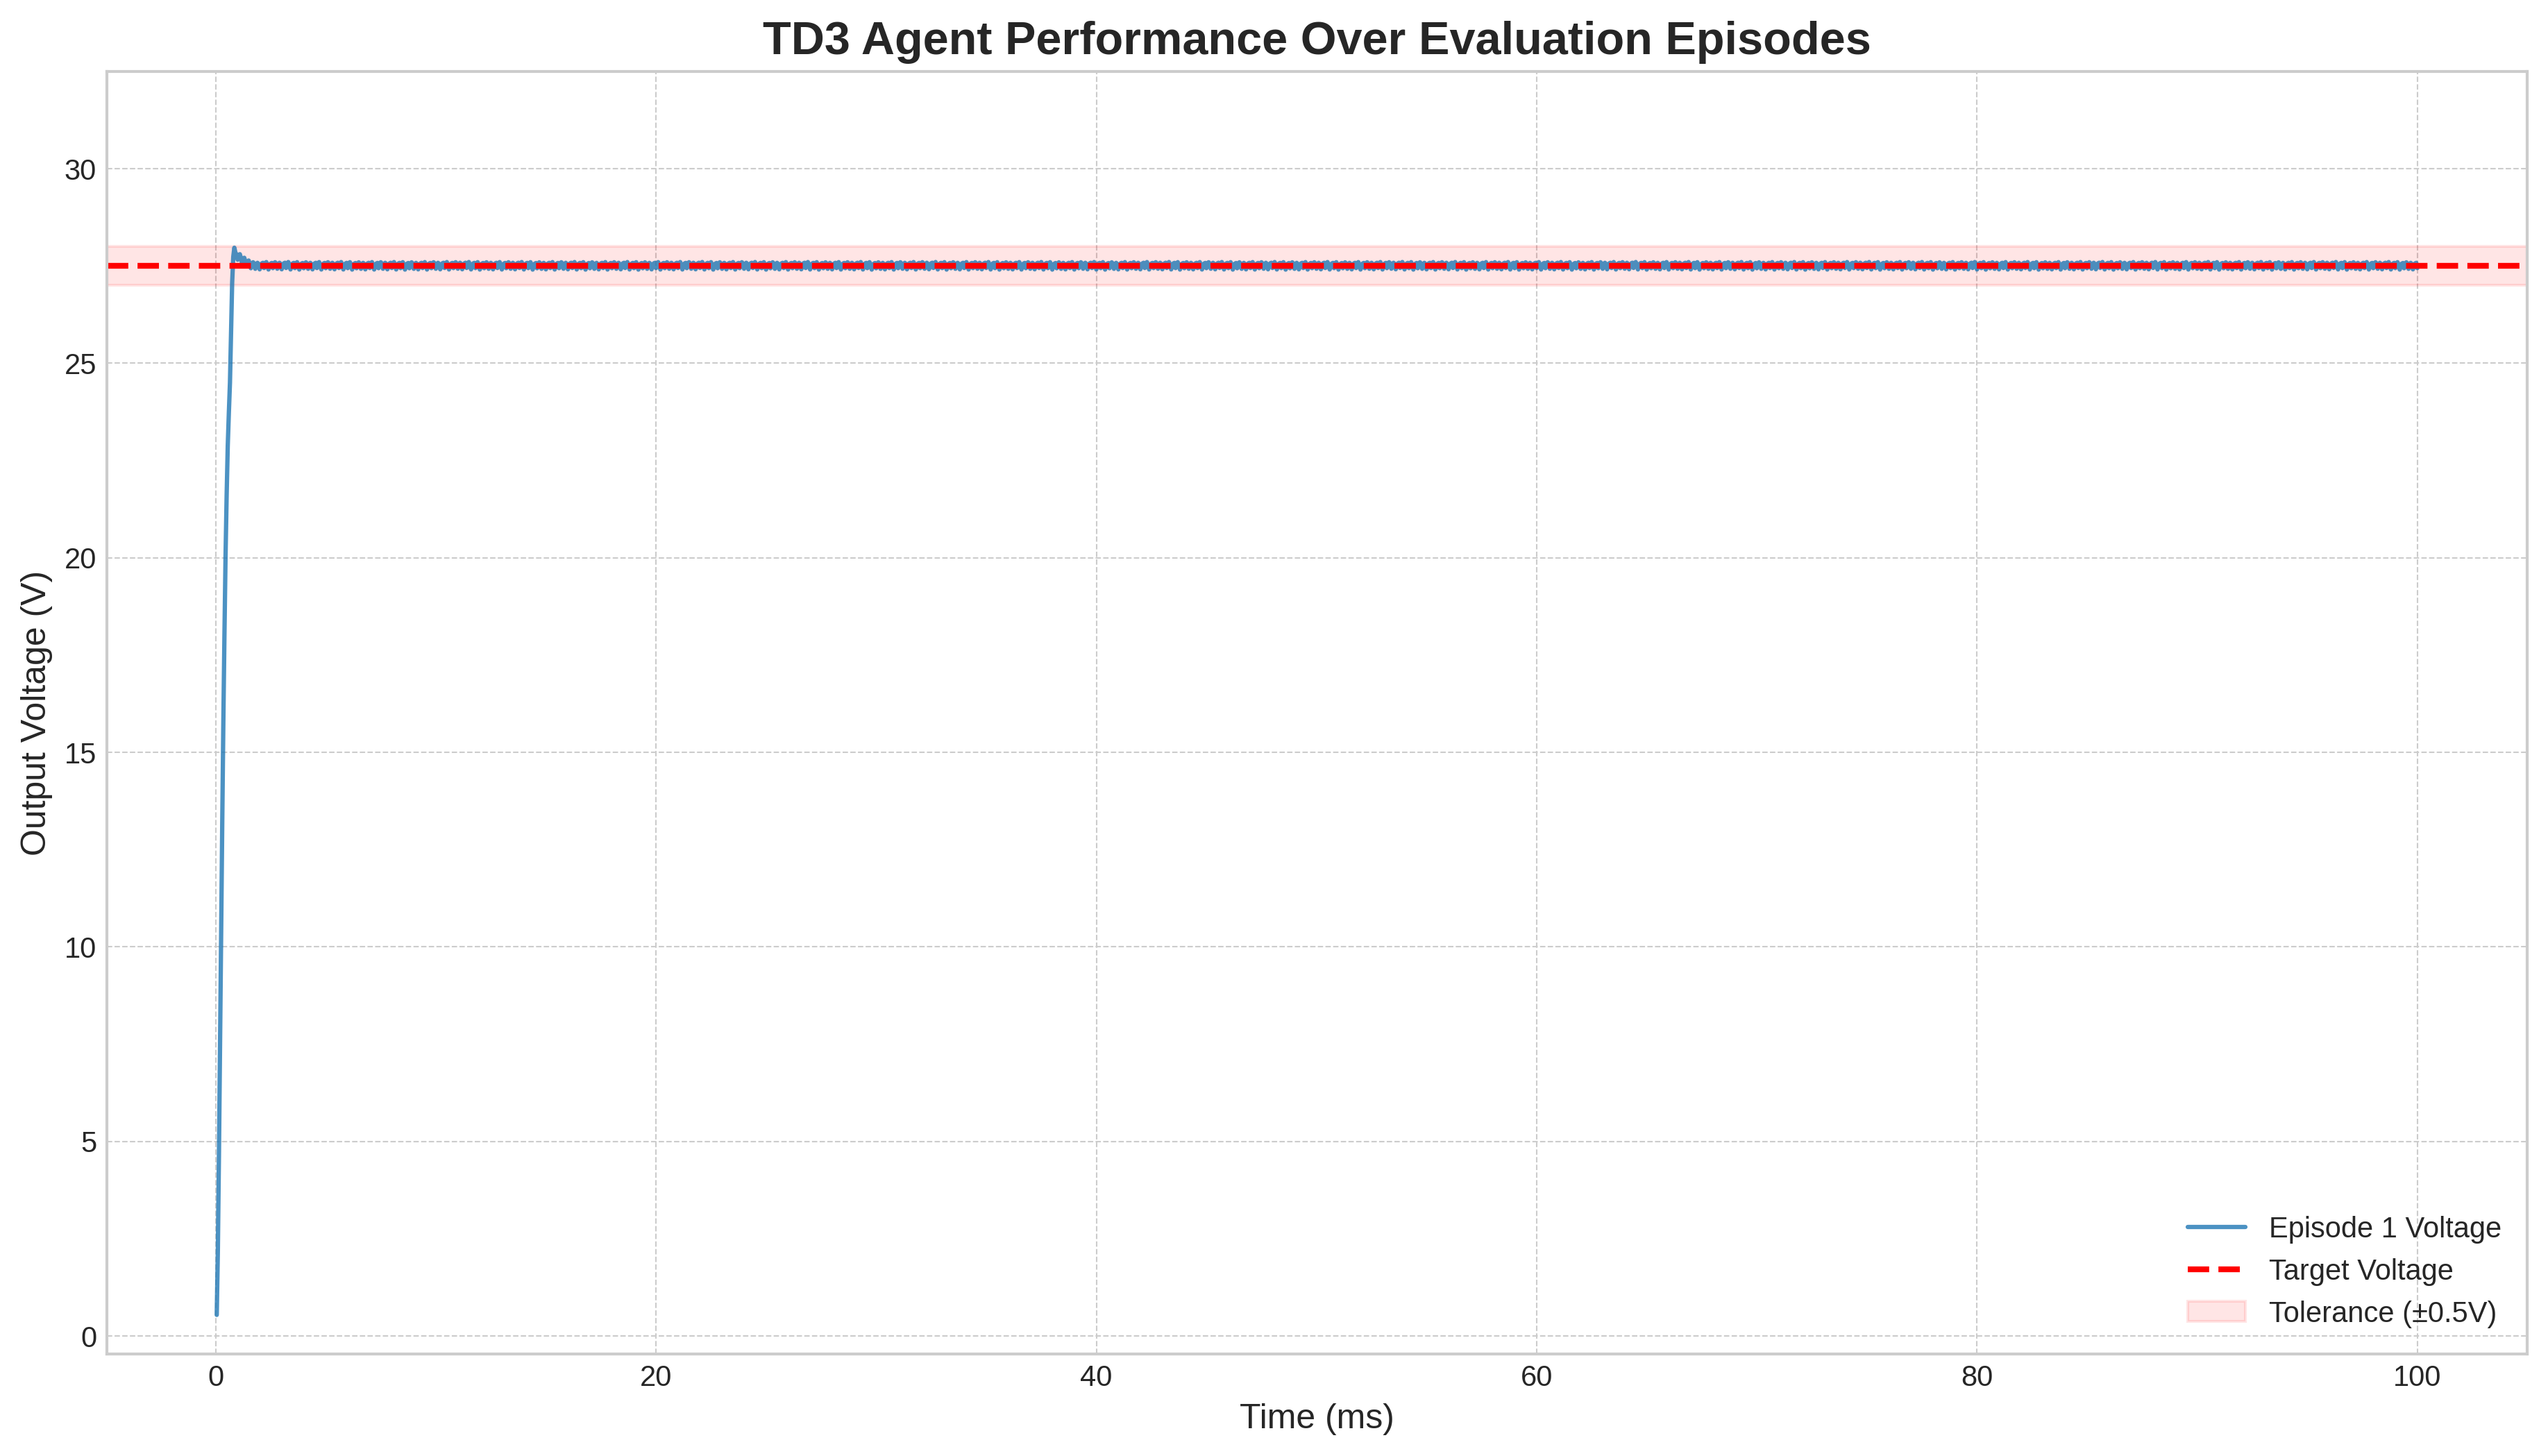 TD3 Agent Performance Over Evaluation Episodes
Output Voltage (V)
30
25
20
15
10
5
0
0 20 40 60 80 100
Time (ms)
Episode 1 Voltage
Target Voltage
Tolerance (±0.5V)